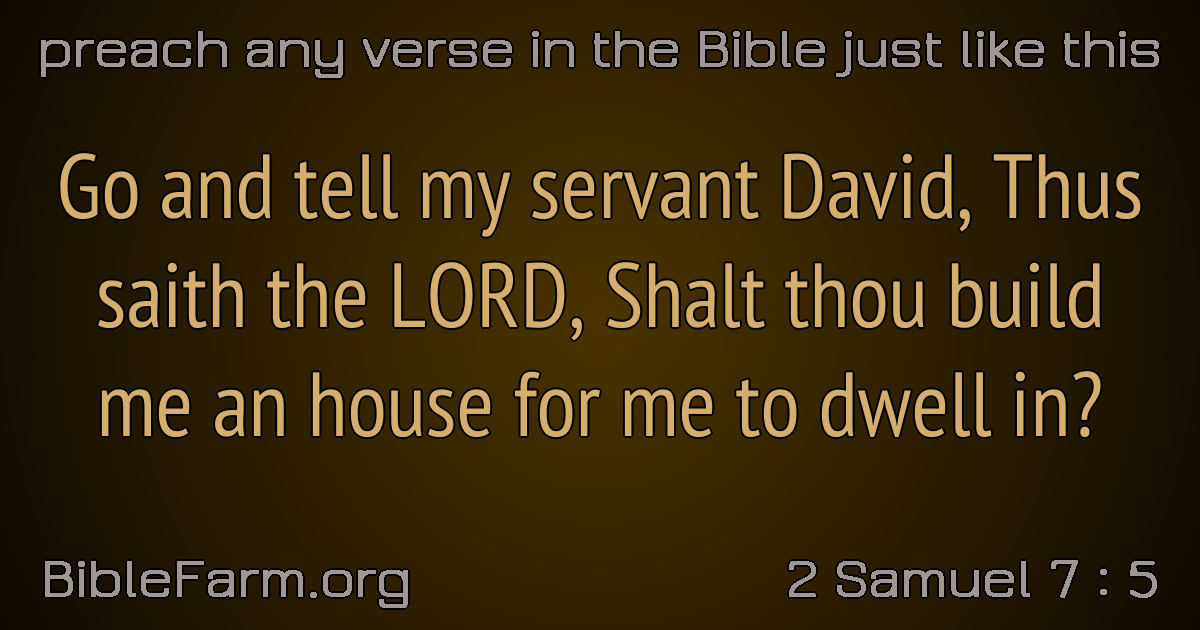 preach any verse in the Bible just like this
Go and tell my servant David, Thus
saith the LORD, Shalt thou build
me an house for me to dwell in?
BibleFarm.org
2 Samuel 7 : 5